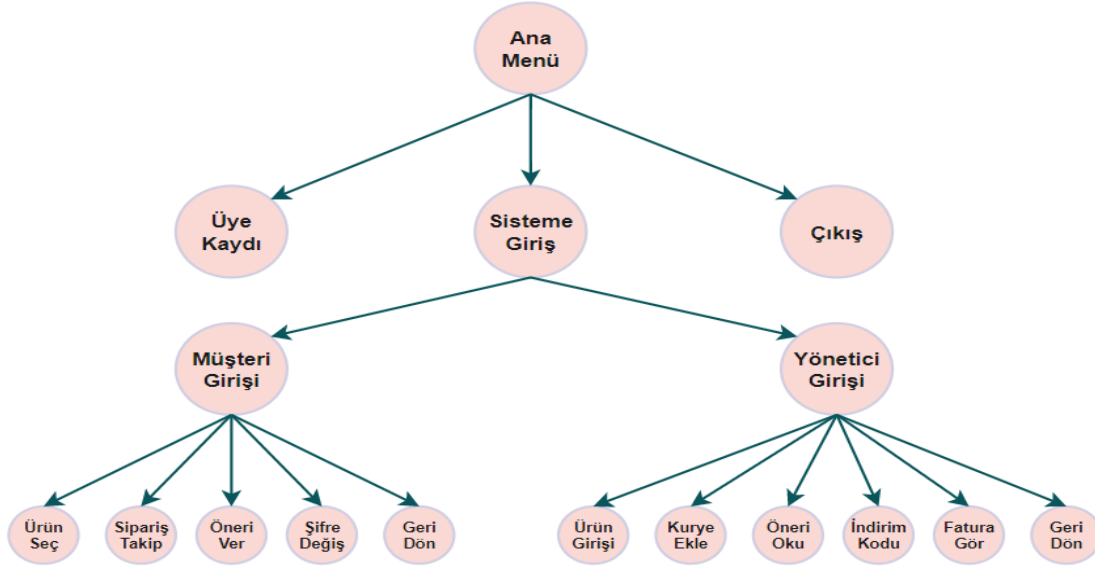 Ana
Menü
Üye
Kaydı
Sisteme
Giriş
Çıkış
Müşteri
Girişi
Yönetici
Girişi
Ürün
Seç
Sipariş
Takip
Öneri
Ver
Şifre
Değiş
Geri
Dön
Ürün
Girişi
Kurye
Ekle
Öneri
Oku
İndirim
Kodu
Fatura
Gör
Geri
Dön